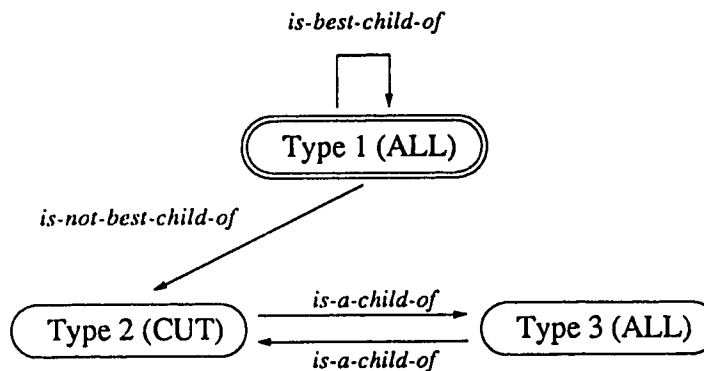 is-best-child-of
Type 1 (ALL)
is-not-best-child-of
is-a-child-of
Type 2 (CUT)
Type 3 (ALL)
is-a-child-of